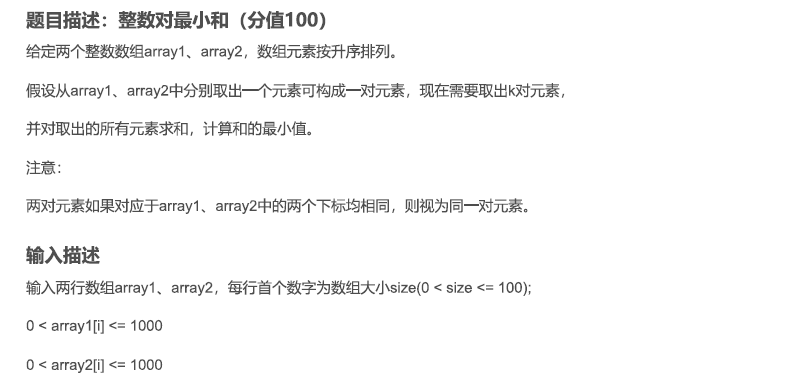 题目描述：整数对最小和（分值100）
给定两个整数数组array1、array2，数组元素按升序排列。
假设从array1、array2中分别取出一个元素可构成一对元素，现在需要取出k对元素，
并对取出的所有元素求和，计算和的最小值。
注意：
两对元素如果对应于array1、array2中的两个下标均相同，则视为同一对元素。
输入描述
输入两行数组array1、array2，每行首个数字为数组大小size(0 < size <= 100);
0 < array1[i] <= 1000
0 < array2[i] <= 1000